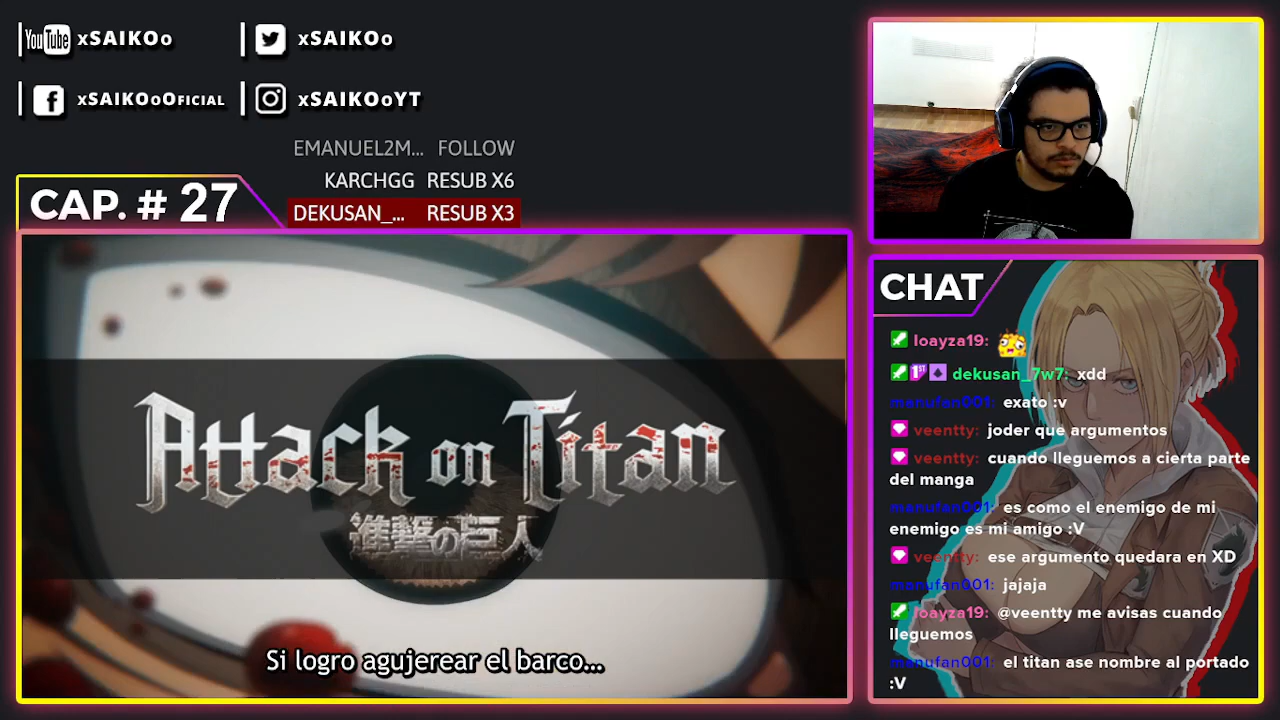 YouTube xSAIKOo
xSAIKOo
xSAIKOoOficial
xSAIKOoYT
EMANUEL2M... FOLLOW
KARCHGG RESUB X6
DEKUSAN_... RESUB X3
CAP. # 27
Attack on Titan
進撃の巨人
Si logro agujerear el barco...
CHAT
loayza19:
1ST dekusan_7w7: xdd
manufan001: exato :v
veentty: joder que argumentos
veentty: cuando lleguemos a cierta parte
del manga
manufan001: es como el enemigo de mi
enemigo es mi amigo :V
veentty: ese argumento quedara en XD
manufan001: jajaja
loayza19: @veentty me avisas cuando
lleguemos
manufan001: el titan ase nombre al portado
:V